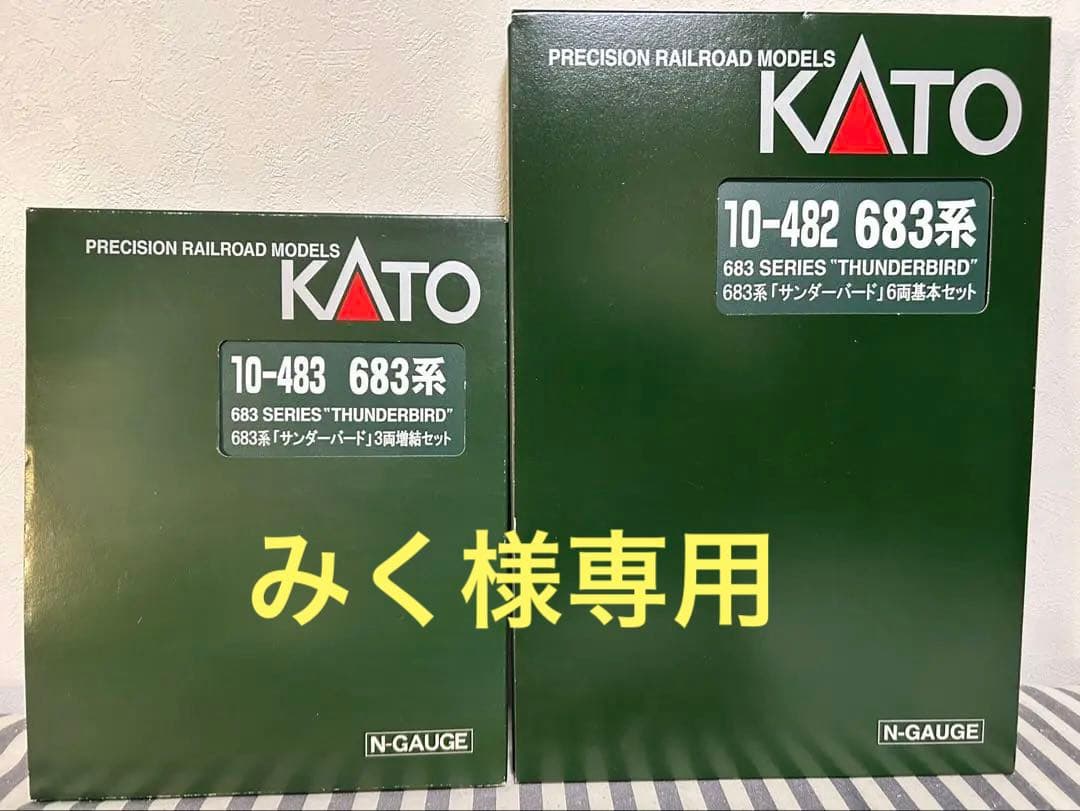 PRECISION RAILROAD MODELS
KATO
10-483 683系
683 SERIES "THUNDERBIRD"
683系「サンダーバード」3両増結セット
N-GAUGE
PRECISION RAILROAD MODELS
KATO
10-482 683系
683 SERIES "THUNDERBIRD"
683系「サンダーバード」6両基本セット
N-GAUGE
みく様専用